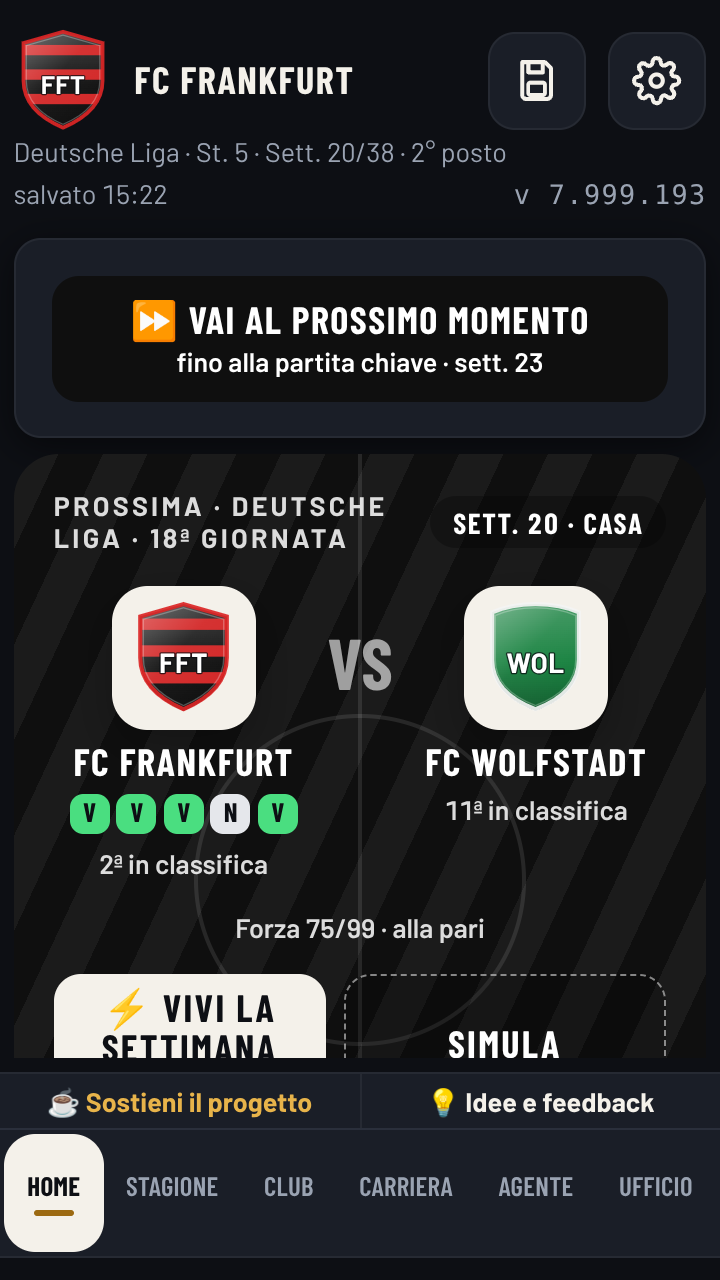 FFT
FC FRANKFURT
Deutsche Liga · St. 5 · Sett. 20/38 · 2° posto
salvato 15:22
v 7.999.193
⏩ VAI AL PROSSIMO MOMENTO
fino alla partita chiave · sett. 23
PROSSIMA · DEUTSCHE
LIGA · 18ª GIORNATA
SETT. 20 · CASA
FFT
VS
WOL
FC FRANKFURT
FC WOLFSTADT
V V V N V
11ª in classifica
2ª in classifica
Forza 75/99 · alla pari
⚡ VIVI LA
SETTIMANA
SIMULA
☕ Sostieni il progetto
💡 Idee e feedback
HOME
STAGIONE
CLUB
CARRIERA
AGENTE
UFFICIO